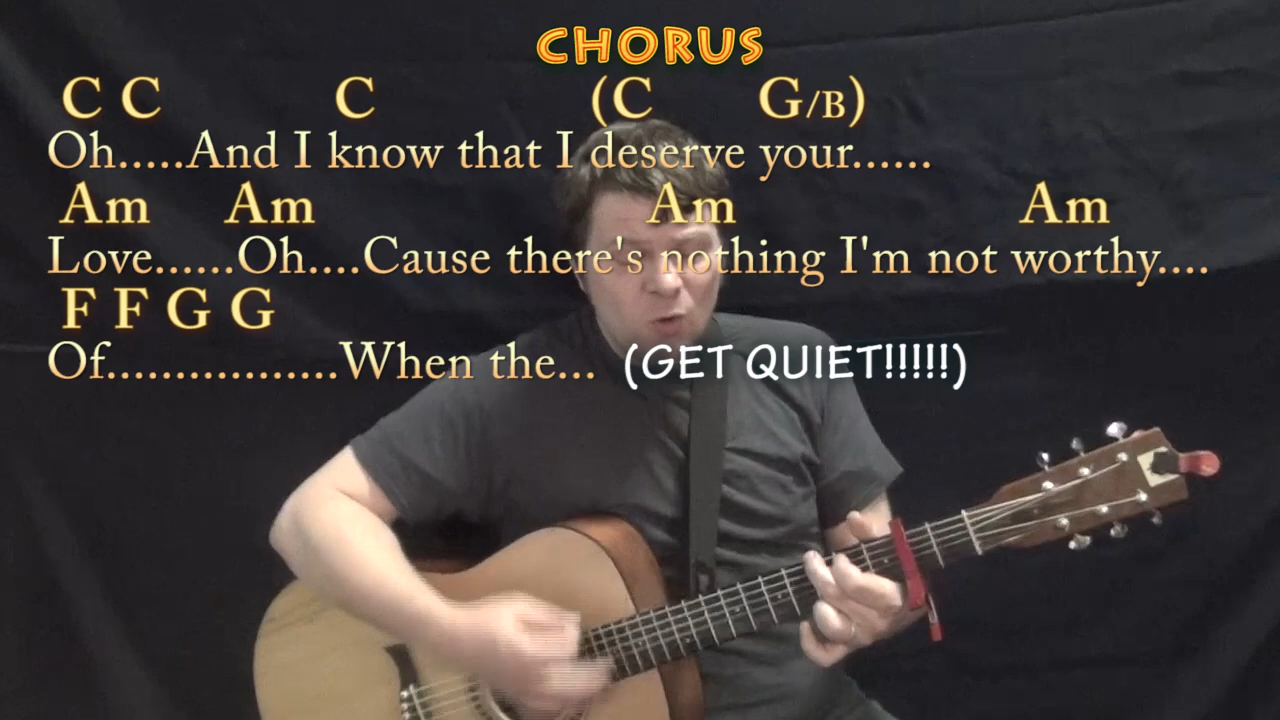 CHORUS
C C C (C G/B)
Oh.....And I know that I deserve your......
Am Am Am Am
Love......Oh....Cause there's nothing I'm not worthy....
F F G G
Of.................When the... (GET QUIET!!!!!)